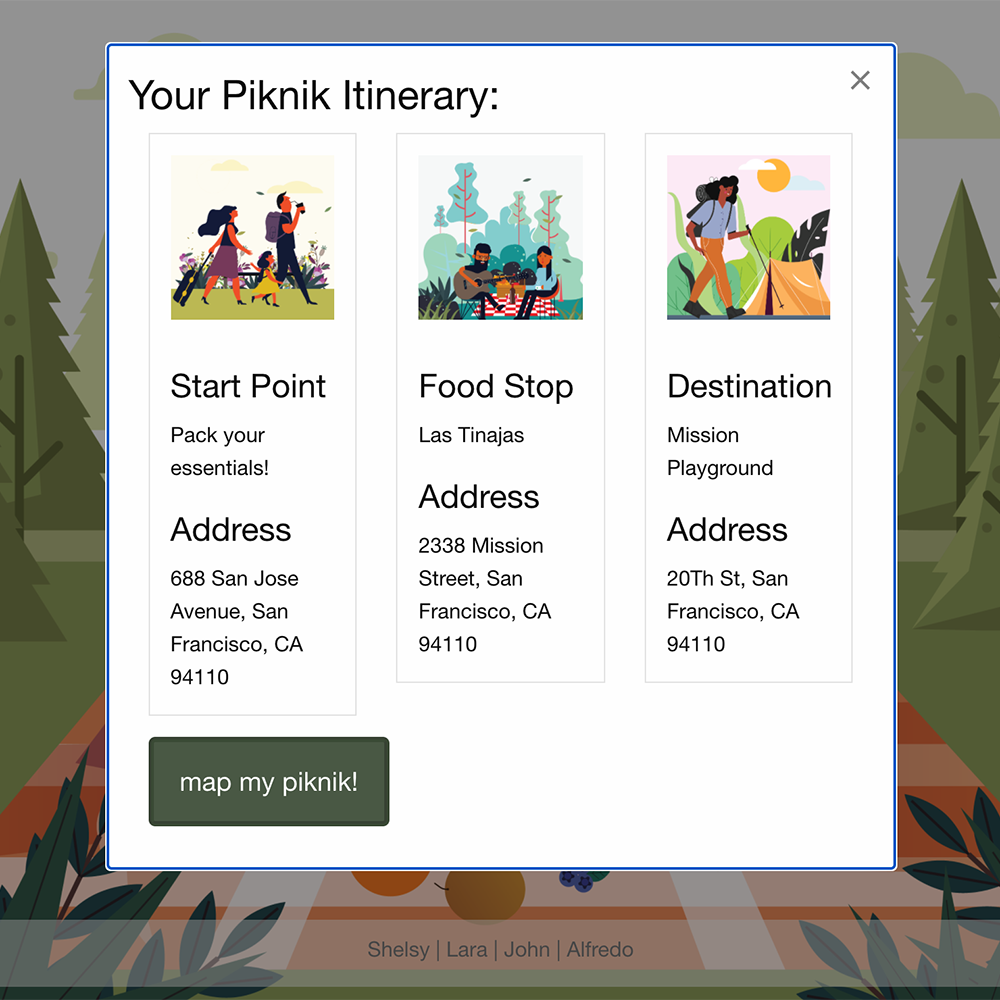 Your Piknik Itinerary:
×
Start Point
Pack your
essentials!
Address
688 San Jose
Avenue, San
Francisco, CA
94110
Food Stop
Las Tinajas
Address
2338 Mission
Street, San
Francisco, CA
94110
Destination
Mission
Playground
Address
20Th St, San
Francisco, CA
94110
map my piknik!
Shelsy | Lara | John | Alfredo